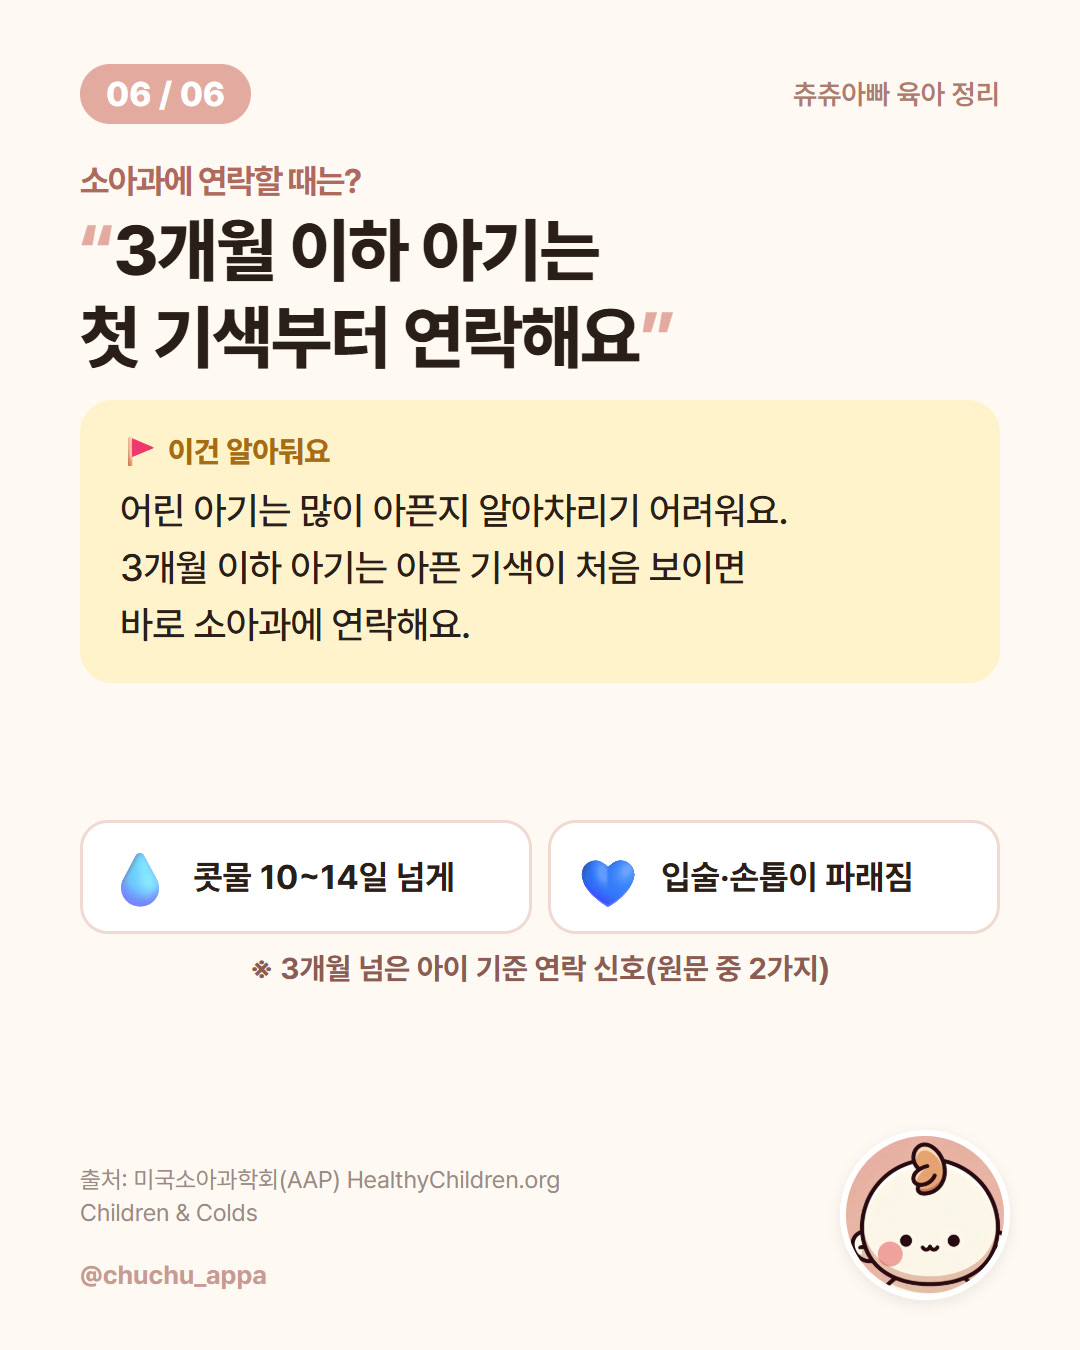 06 / 06
츄츄아빠 육아 정리
소아과에 연락할 때는?
“3개월 이하 아기는
첫 기색부터 연락해요”
이건 알아둬요
어린 아기는 많이 아픈지 알아차리기 어려워요.
3개월 이하 아기는 아픈 기색이 처음 보이면
바로 소아과에 연락해요.
콧물 10~14일 넘게
입술·손톱이 파래짐
※ 3개월 넘은 아이 기준 연락 신호(원문 중 2가지)
출처: 미국소아과학회(AAP) HealthyChildren.org
Children & Colds
@chuchu_appa